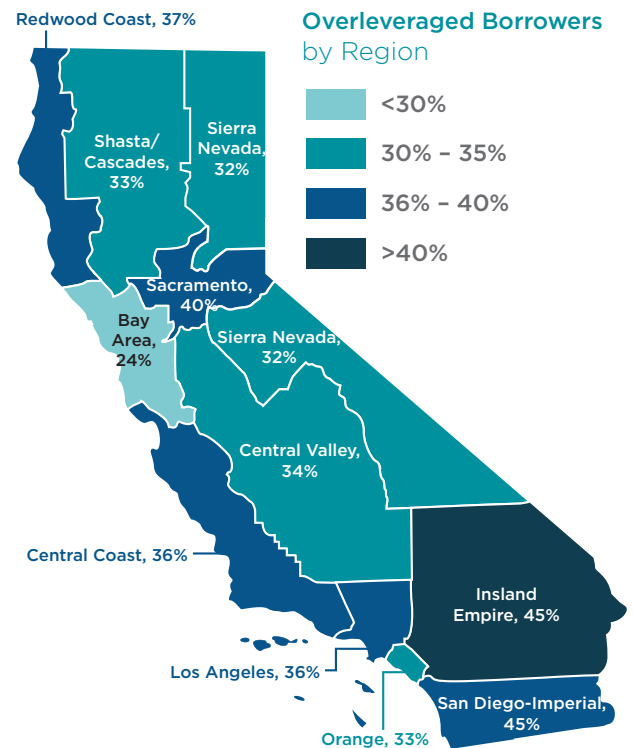 Redwood Coast, 37%
Overleveraged Borrowers
by Region
<30%
30% – 35%
36% – 40%
>40%
Shasta/
Cascades,
33%
Sierra
Nevada,
32%
Sacramento,
40%
Bay
Area,
24%
Sierra Nevada,
32%
Central Valley,
34%
Central Coast, 36%
Insland
Empire, 45%
Los Angeles, 36%
San Diego-Imperial,
45%
Orange, 33%